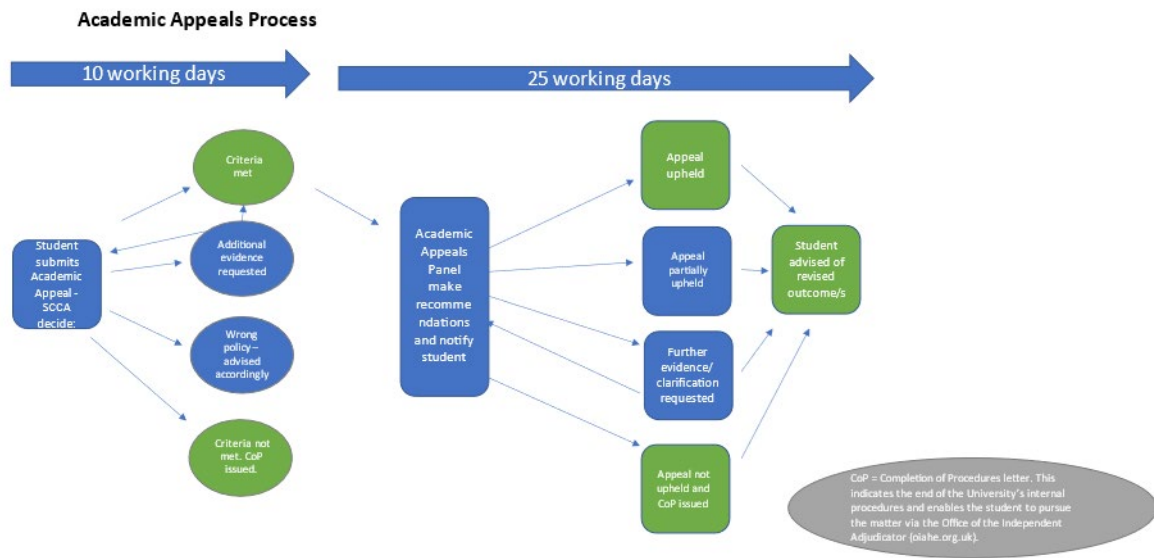 Academic Appeals Process
10 working days
25 working days
Student
submits
Academic
Appeal -
SCCA
decide:
Criteria
met
Additional
evidence
requested
Wrong
policy –
advised
accordingly
Criteria not
met. CoP
issued.
Academic
Appeals
Panel
make
recomme
ndations
and notify
student
Appeal
upheld
Appeal
partially
upheld
Further
evidence/
clarification
requested
Appeal not
upheld and
CoP issued
Student
advised of
revised
outcome/s
CoP = Completion of Procedures letter. This
indicates the end of the University's internal
procedures and enables the student to pursue
the matter via the Office of the Independent
Adjudicator (oiahe.org.uk).